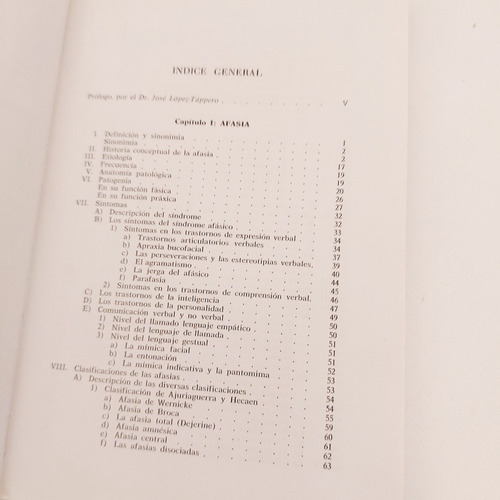 INDICE GENERAL
Prólogo, por el Dr. José López-Tappero . . . . . . . . V
Capítulo I: AFASIA
I. Definición y sinonimia . . . . . . . . 1
Sinonimia . . . . . . . . 2
II. Historia conceptual de la afasia . . . . . . . . 2
III. Etiología . . . . . . . . 17
IV. Frecuencia . . . . . . . . 19
V. Anatomía patológica . . . . . . . . 19
VI. Patogenia . . . . . . . . 20
En su función fásica . . . . . . . . 26
En su función práxica . . . . . . . . 27
VII. Síntomas . . . . . . . . 32
A) Descripción del síndrome . . . . . . . . 32
B) Los síntomas del síndrome afásico . . . . . . . . 33
1) Síntomas en los trastornos de expresión verbal . . 34
a) Trastornos articulatorios verbales . . . . . 34
b) Apraxia bucofacial . . . . . . . . 37
c) Las perseveraciones y las estereotipias verbales. 39
d) El agramatismo . . . . . . . . 40
e) La jerga del afásico . . . . . . . . 44
f) Parafasia . . . . . . . . 45
2) Síntomas en los trastornos de comprensión verbal. 46
C) Los trastornos de la inteligencia . . . . . . . . 47
D) Los trastornos de la personalidad . . . . . . . . 49
E) Comunicación verbal y no verbal . . . . . . . . 50
1) Nivel del llamado lenguaje empático . . . . . . 50
2) Nivel del lenguaje de llamada . . . . . . . . 51
3) Nivel del lenguaje gestual . . . . . . . . 51
a) La mímica facial . . . . . . . . 51
b) La entonación . . . . . . . . 52
c) La mímica indicativa y la pantomima . . . . 53
VIII. Clasificaciones de las afasias . . . . . . . . 53
A) Descripción de las diversas clasificaciones . . . . . 54
1) Clasificación de Ajuriaguerra y Hecaen . . . . . 54
a) Afasia de Wernicke . . . . . . . . 55
b) Afasia de Broca . . . . . . . . 59
c) La afasia total (Dejerine) . . . . . . . . 60
d) Afasia amnésica . . . . . . . . 61
e) Afasia central . . . . . . . . 62
f) Las afasias disociadas . . . . . . . . 63